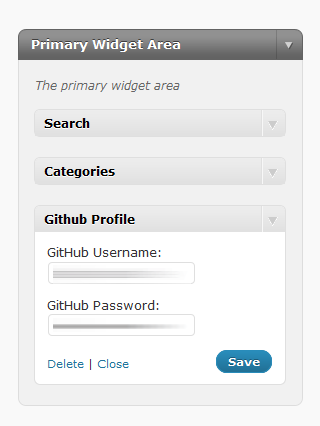 Primary Widget Area
The primary widget area
Search
Categories
Github Profile
GitHub Username:
GitHub Password:
Delete | Close
Save